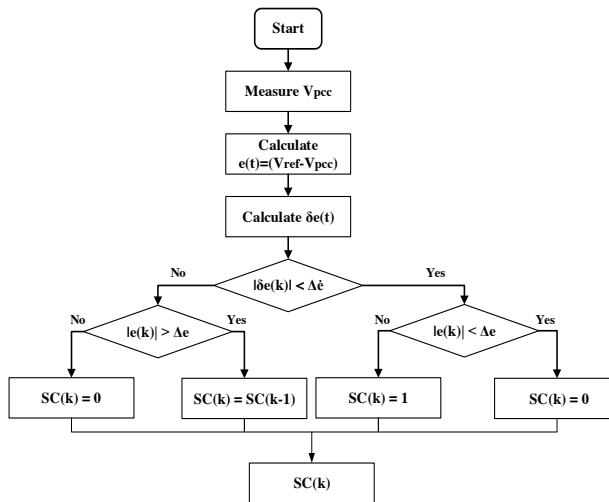 Start
Measure Vpcc
Calculate
e(t)=(Vref-Vpcc)
Calculate δe(t)
No
|δe(k)| < Δė
Yes
No
|e(k)| > Δe
Yes
No
|e(k)| < Δe
Yes
SC(k) = 0
SC(k) = SC(k-1)
SC(k) = 1
SC(k) = 0
SC(k)